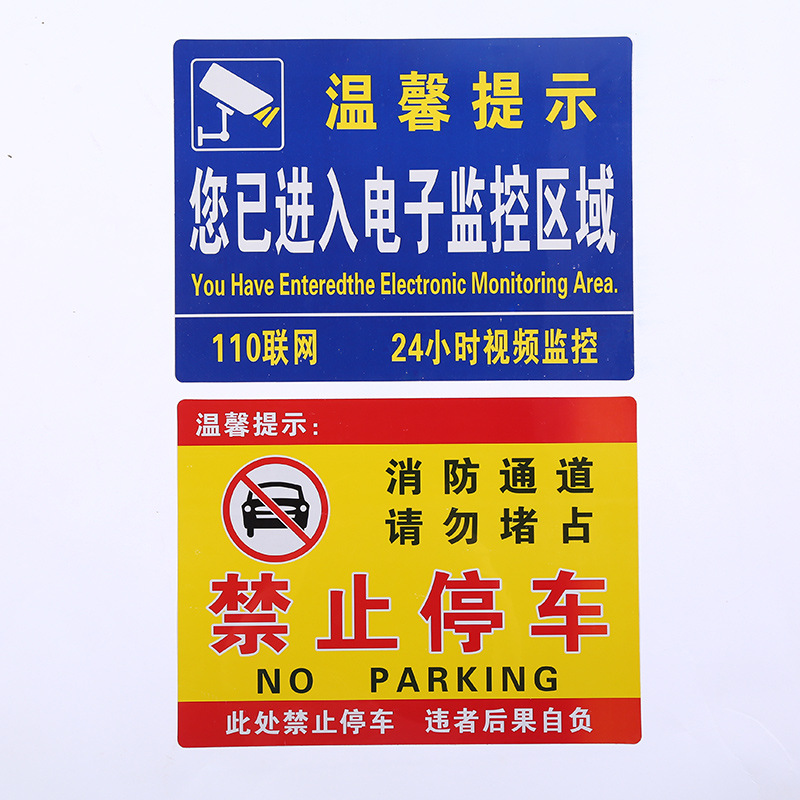 温馨提示
您已进入电子监控区域
You Have Enteredthe Electronic Monitoring Area.
110联网 24小时视频监控
温馨提示：
消防通道
请勿堵占
禁止停车
NO PARKING
此处禁止停车 违者后果自负